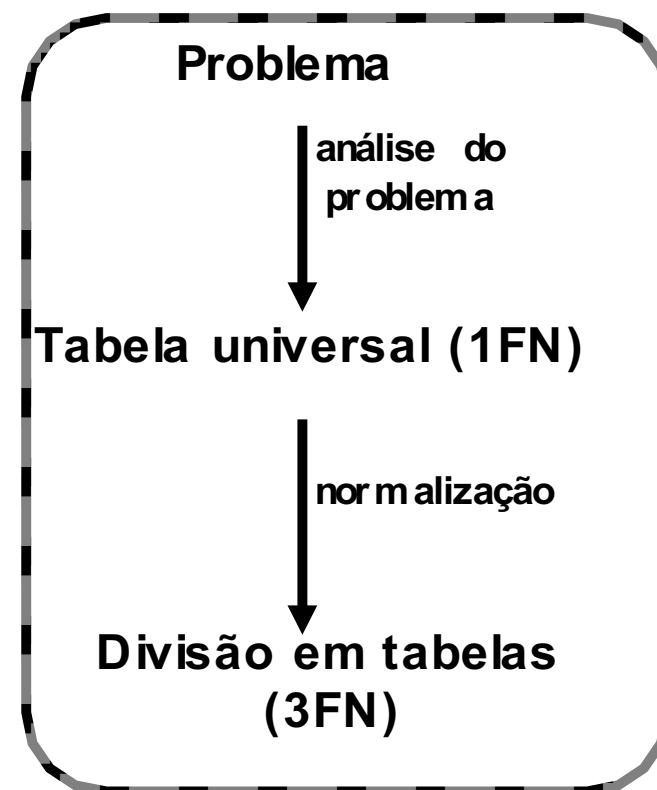 Problema
análise do
problema
Tabela universal (1FN)
normalização
Divisão em tabelas
(3FN)